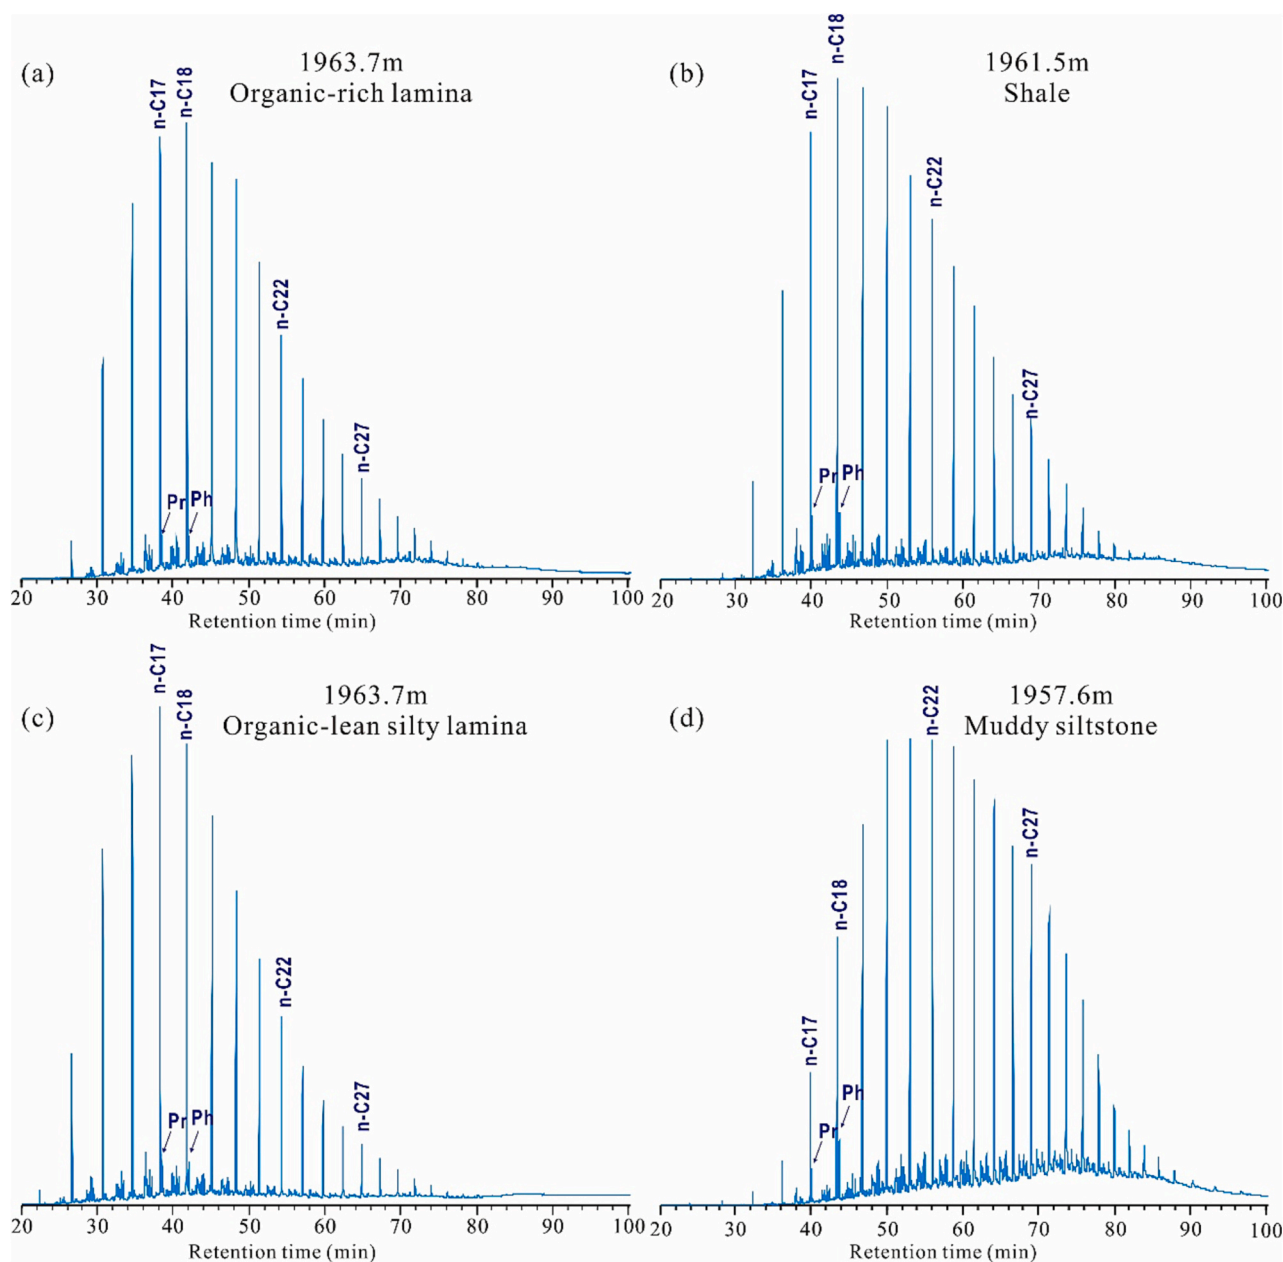 (a)
1963.7m
Organic-rich lamina
n-C17
n-C18
n-C22
n-C27
Pr
Ph
20 30 40 50 60 70 80 90 100
Retention time (min)
(b)
1961.5m
Shale
n-C17
n-C18
n-C22
n-C27
Pr
Ph
20 30 40 50 60 70 80 90 100
Retention time (min)
(c)
1963.7m
Organic-lean silty lamina
n-C17
n-C18
n-C22
n-C27
Pr
Ph
20 30 40 50 60 70 80 90 100
Retention time (min)
(d)
1957.6m
Muddy siltstone
n-C17
n-C18
n-C22
n-C27
Pr
Ph
20 30 40 50 60 70 80 90 100
Retention time (min)